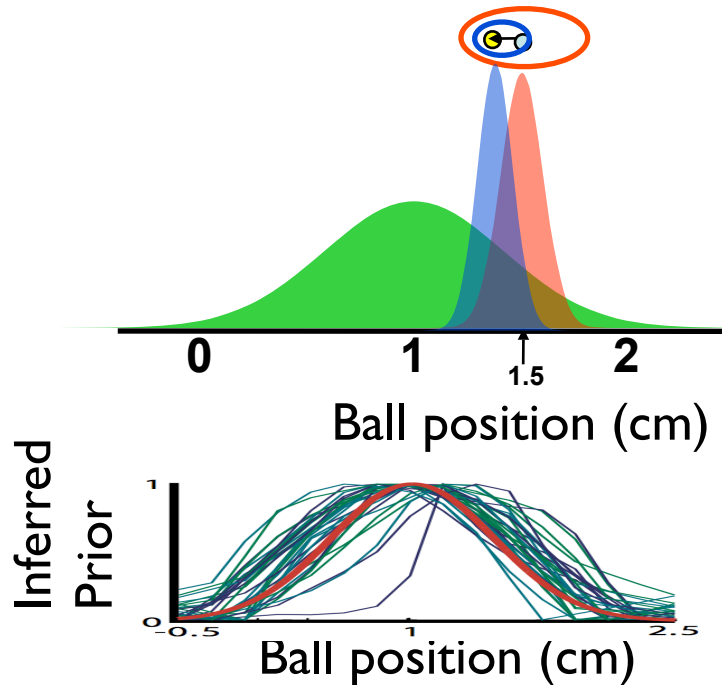 0 1 2
1.5
Ball position (cm)
Inferred
Prior
1
0
-0.5 1 2.5
Ball position (cm)